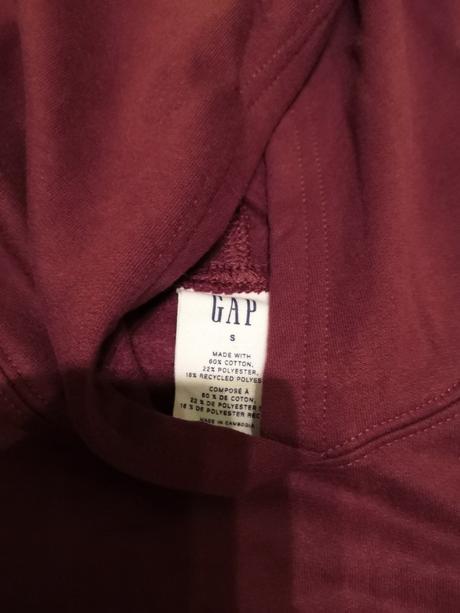 GAP
S
MADE WITH
60% COTTON,
22% POLYESTER,
18% RECYCLED POLYES
COMPOSÉ À
60 % DE COTON,
22 % DE POLYESTER
18 % DE POLYESTER REC
MADE IN CAMBODIA